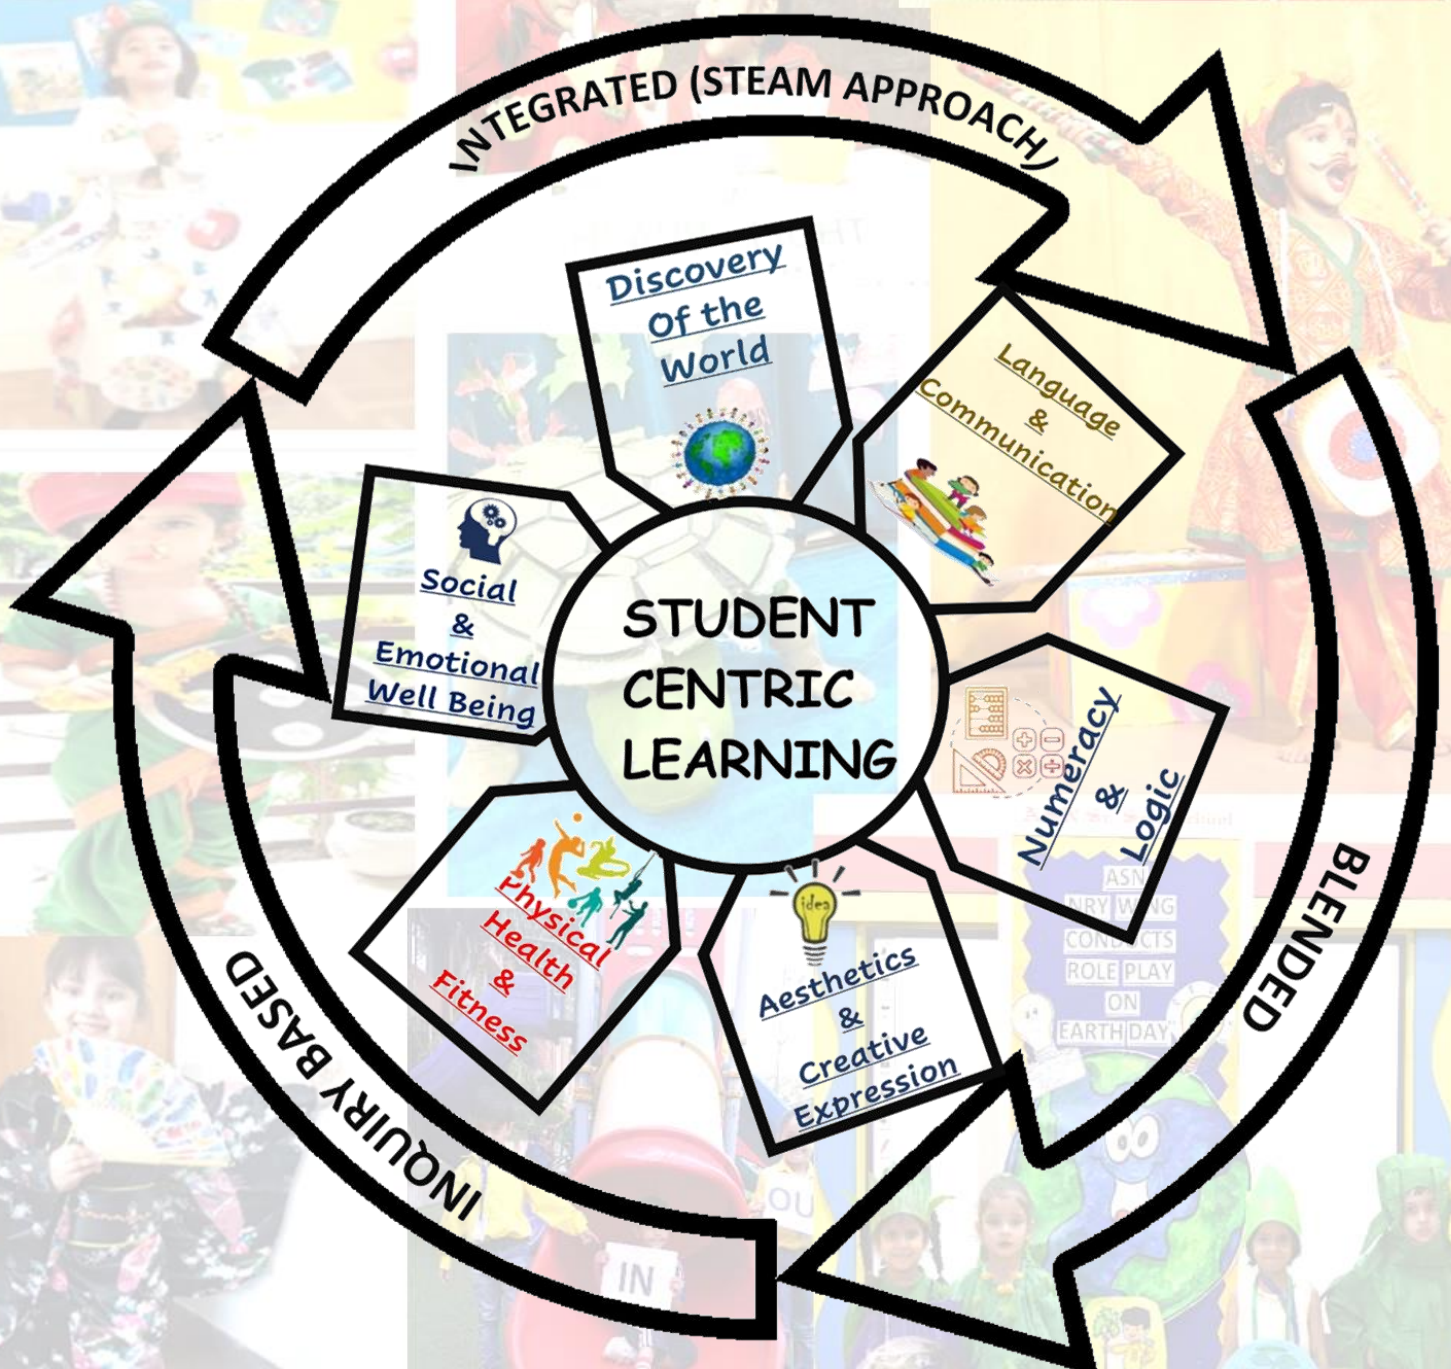 INTEGRATED (STEAM APPROACH)
Discovery
Of the
World
Language
&
Communication
Social
&
Emotional
Well Being
STUDENT
CENTRIC
LEARNING
Numeracy
&
Logic
Physical
Health
&
Fitness
idea
Aesthetics
&
Creative
Expression
BLENDED
INQUIRY BASED
ASN
NRY WING
CONDUCTS
ROLE PLAY
ON
EARTH DAY
OU
IN